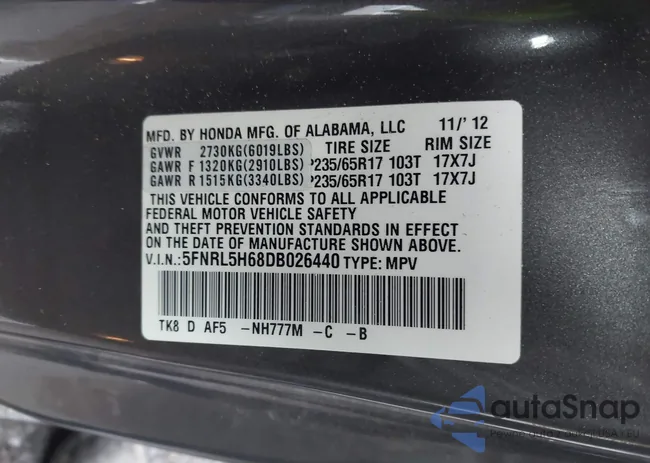 MFD. BY HONDA MFG. OF ALABAMA, LLC 11/'12
GVWR 2730KG(6019LBS) TIRE SIZE RIM SIZE
GAWR F 1320KG(2910LBS) P235/65R17 103T 17X7J
GAWR R 1515KG(3340LBS) P235/65R17 103T 17X7J
THIS VEHICLE CONFORMS TO ALL APPLICABLE
FEDERAL MOTOR VEHICLE SAFETY
AND THEFT PREVENTION STANDARDS IN EFFECT
ON THE DATE OF MANUFACTURE SHOWN ABOVE.
V.I.N.:5FNRL5H68DB026440 TYPE: MPV
TK8 D AF5 -NH777M -C -B
autoSnap